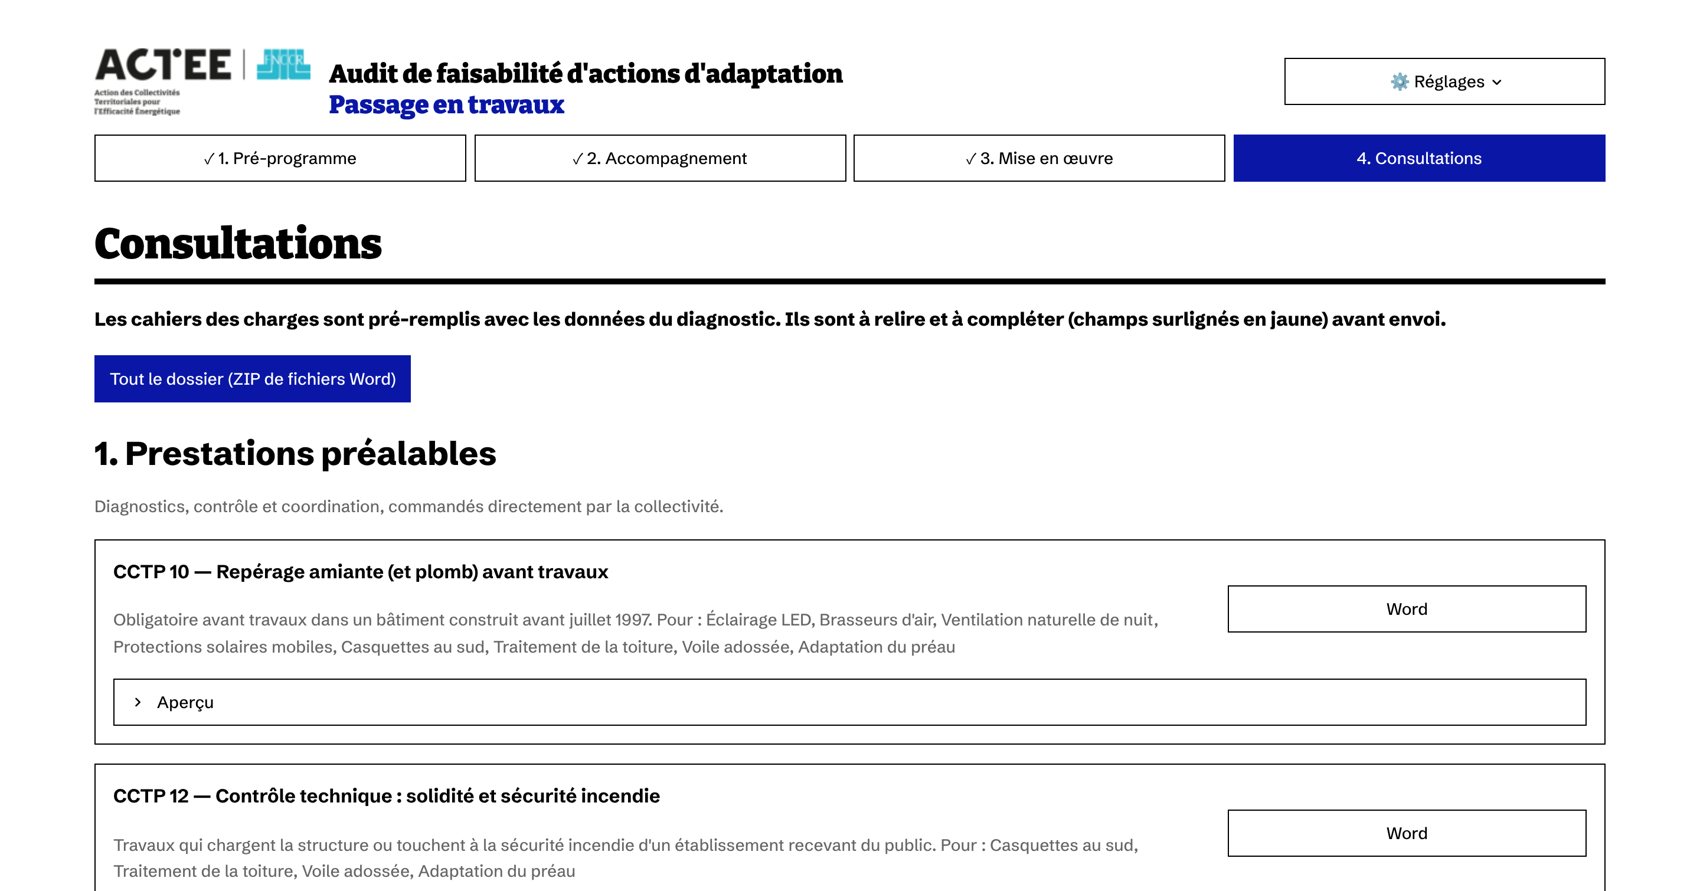 ACTEE | FNCCR
Action des Collectivités
Territoriales pour
l'Efficacité Énergétique
Audit de faisabilité d'actions d'adaptation
Passage en travaux
⚙️ Réglages
✓ 1. Pré-programme
✓ 2. Accompagnement
✓ 3. Mise en œuvre
4. Consultations
Consultations
Les cahiers des charges sont pré-remplis avec les données du diagnostic. Ils sont à relire et à compléter (champs surlignés en jaune) avant envoi.
Tout le dossier (ZIP de fichiers Word)
1. Prestations préalables
Diagnostics, contrôle et coordination, commandés directement par la collectivité.
CCTP 10 — Repérage amiante (et plomb) avant travaux
Obligatoire avant travaux dans un bâtiment construit avant juillet 1997. Pour : Éclairage LED, Brasseurs d'air, Ventilation naturelle de nuit,
Protections solaires mobiles, Casquettes au sud, Traitement de la toiture, Voile adossée, Adaptation du préau
Word
Aperçu
CCTP 12 — Contrôle technique : solidité et sécurité incendie
Travaux qui chargent la structure ou touchent à la sécurité incendie d'un établissement recevant du public. Pour : Casquettes au sud,
Traitement de la toiture, Voile adossée, Adaptation du préau
Word